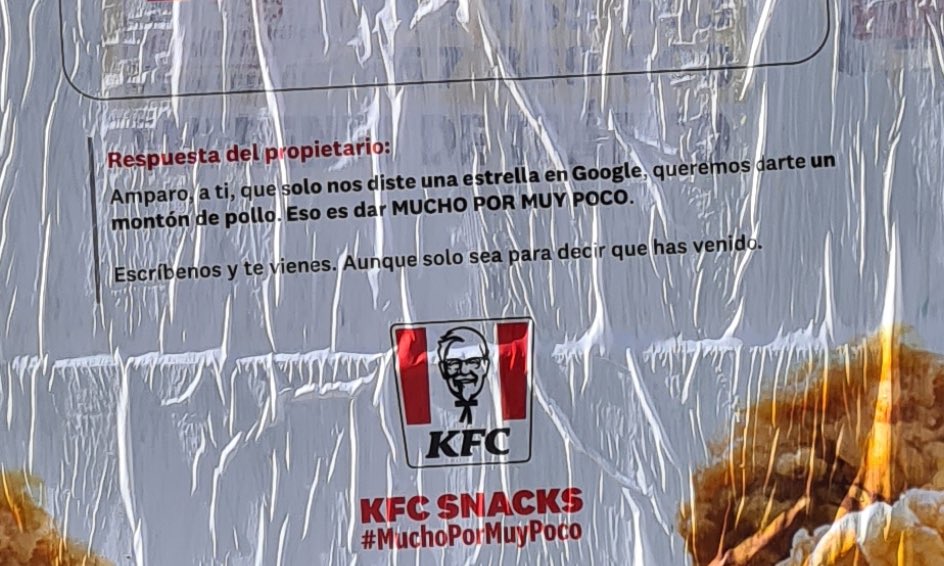 Respuesta del propietario:
Amparo, a ti, que solo nos diste una estrella en Google, queremos darte un
montón de pollo. Eso es dar MUCHO POR MUY POCO.
Escríbenos y te vienes. Aunque solo sea para decir que has venido.
KFC
KFC SNACKS
#MuchoPorMuyPoco